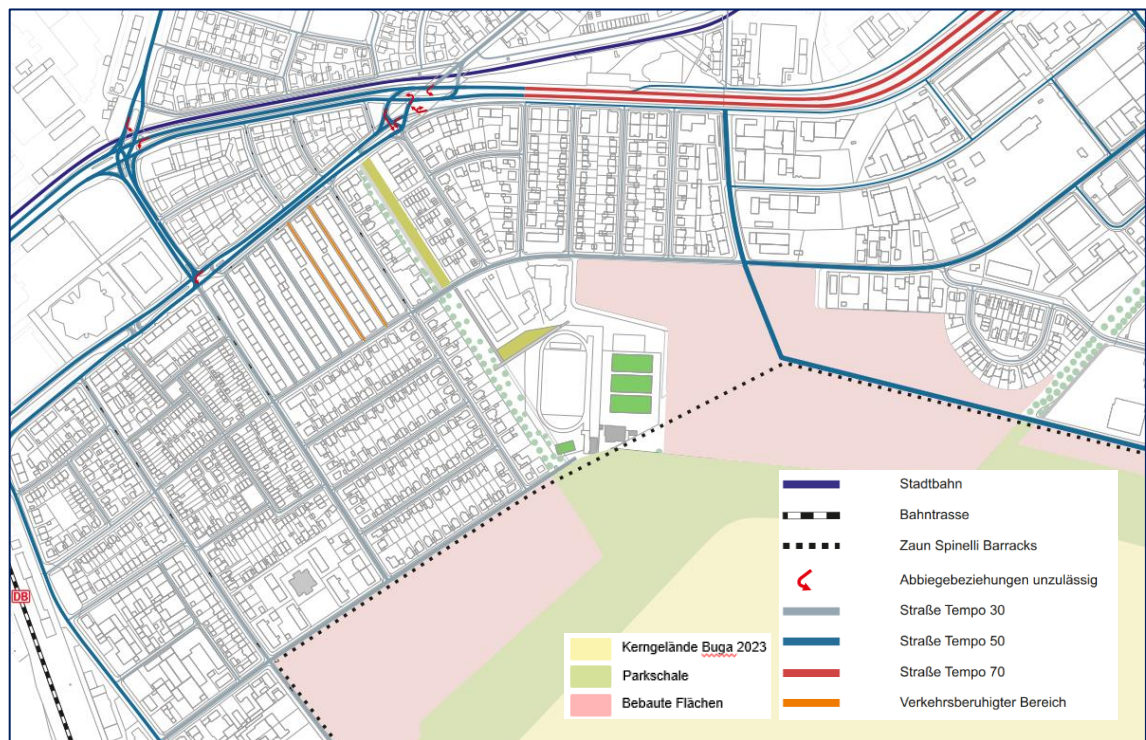 DB
Kerngelände Buga 2023
Parkschale
Bebaute Flächen
Stadtbahn
Bahntrasse
Zaun Spinelli Barracks
Abbiegebeziehungen unzulässig
Straße Tempo 30
Straße Tempo 50
Straße Tempo 70
Verkehrsberuhigter Bereich